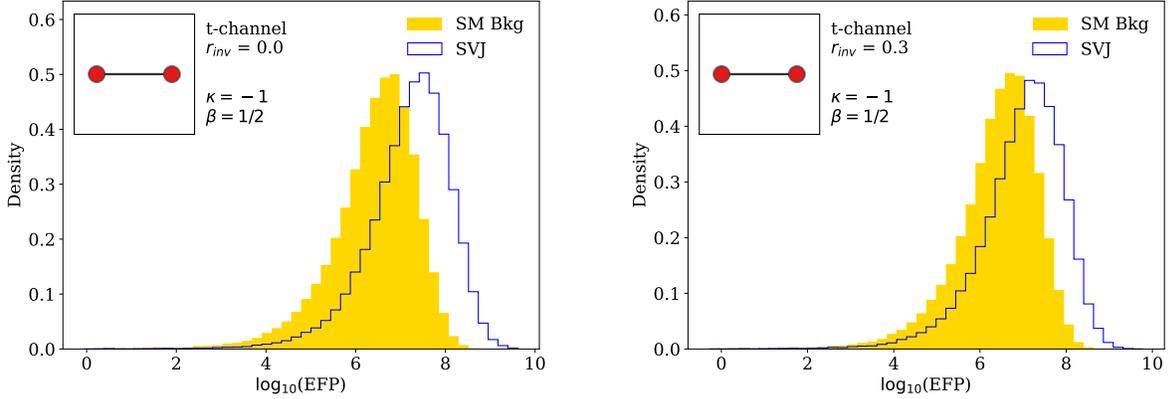 0.6
0.5
0.4
0.3
0.2
0.1
0.0
Density
t-channel
r_inv = 0.0
κ = −1
β = 1/2
SM Bkg
SVJ
0 2 4 6 8 10
log₁₀(EFP)
0.6
0.5
0.4
0.3
0.2
0.1
0.0
Density
t-channel
r_inv = 0.3
κ = −1
β = 1/2
SM Bkg
SVJ
0 2 4 6 8 10
log₁₀(EFP)